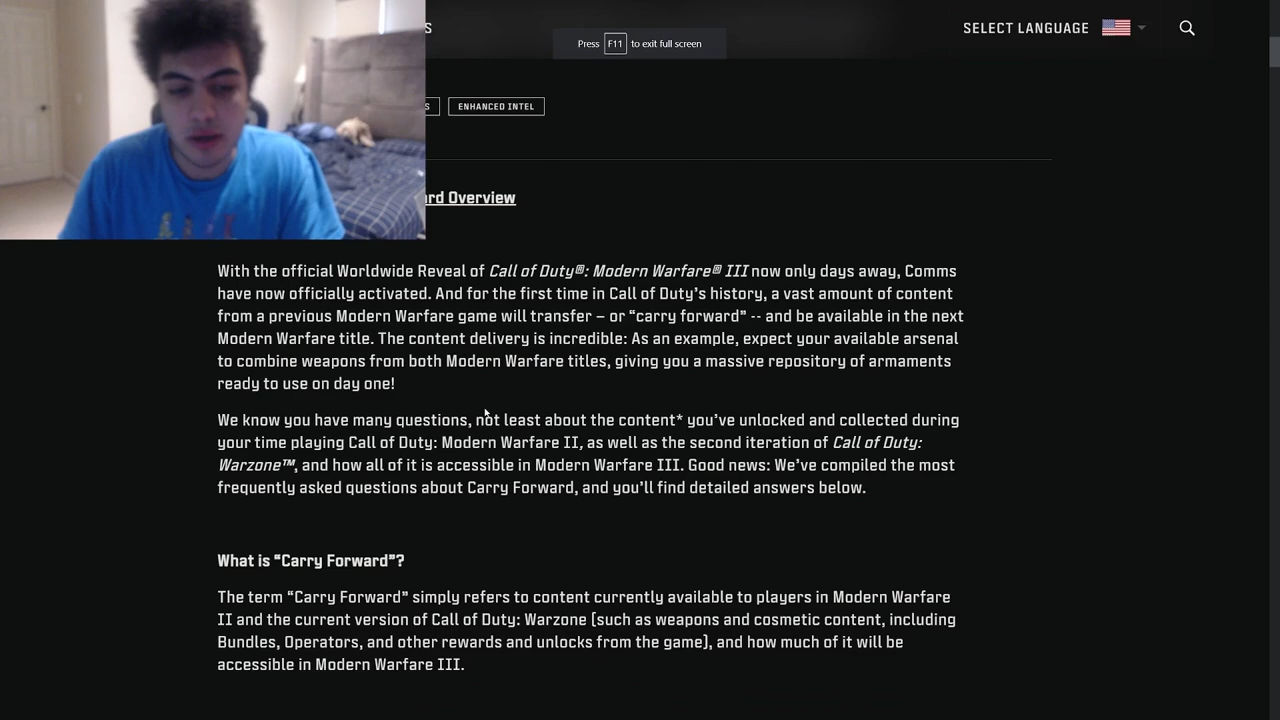 S
SELECT LANGUAGE
Press F11 to exit full screen
S
ENHANCED INTEL
rd Overview
With the official Worldwide Reveal of Call of Duty®: Modern Warfare® III now only days away, Comms
have now officially activated. And for the first time in Call of Duty’s history, a vast amount of content
from a previous Modern Warfare game will transfer – or “carry forward” -- and be available in the next
Modern Warfare title. The content delivery is incredible: As an example, expect your available arsenal
to combine weapons from both Modern Warfare titles, giving you a massive repository of armaments
ready to use on day one!
We know you have many questions, not least about the content* you’ve unlocked and collected during
your time playing Call of Duty: Modern Warfare II, as well as the second iteration of Call of Duty:
Warzone™, and how all of it is accessible in Modern Warfare III. Good news: We’ve compiled the most
frequently asked questions about Carry Forward, and you’ll find detailed answers below.
What is “Carry Forward”?
The term “Carry Forward” simply refers to content currently available to players in Modern Warfare
II and the current version of Call of Duty: Warzone (such as weapons and cosmetic content, including
Bundles, Operators, and other rewards and unlocks from the game), and how much of it will be
accessible in Modern Warfare III.